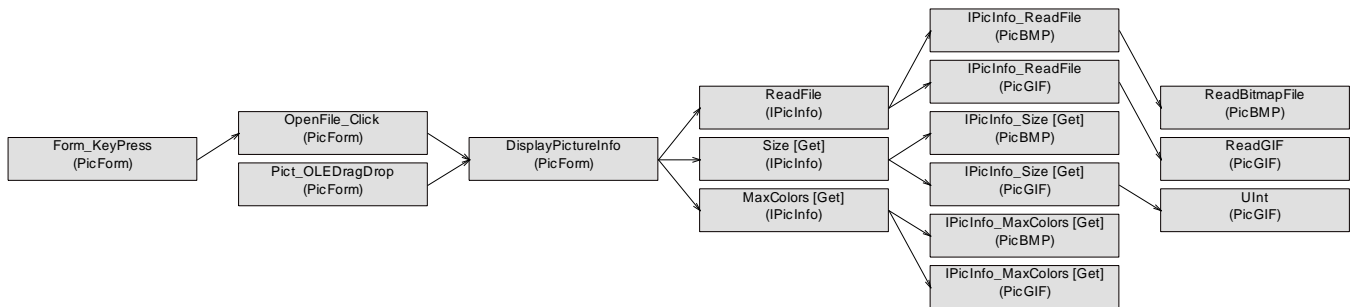 Form_KeyPress
(PicForm)
OpenFile_Click
(PicForm)
Pict_OLEDragDrop
(PicForm)
DisplayPictureInfo
(PicForm)
ReadFile
(IPicInfo)
Size [Get]
(IPicInfo)
MaxColors [Get]
(IPicInfo)
IPicInfo_ReadFile
(PicBMP)
IPicInfo_ReadFile
(PicGIF)
IPicInfo_Size [Get]
(PicBMP)
IPicInfo_Size [Get]
(PicGIF)
IPicInfo_MaxColors [Get]
(PicBMP)
IPicInfo_MaxColors [Get]
(PicGIF)
ReadBitmapFile
(PicBMP)
ReadGIF
(PicGIF)
UInt
(PicGIF)